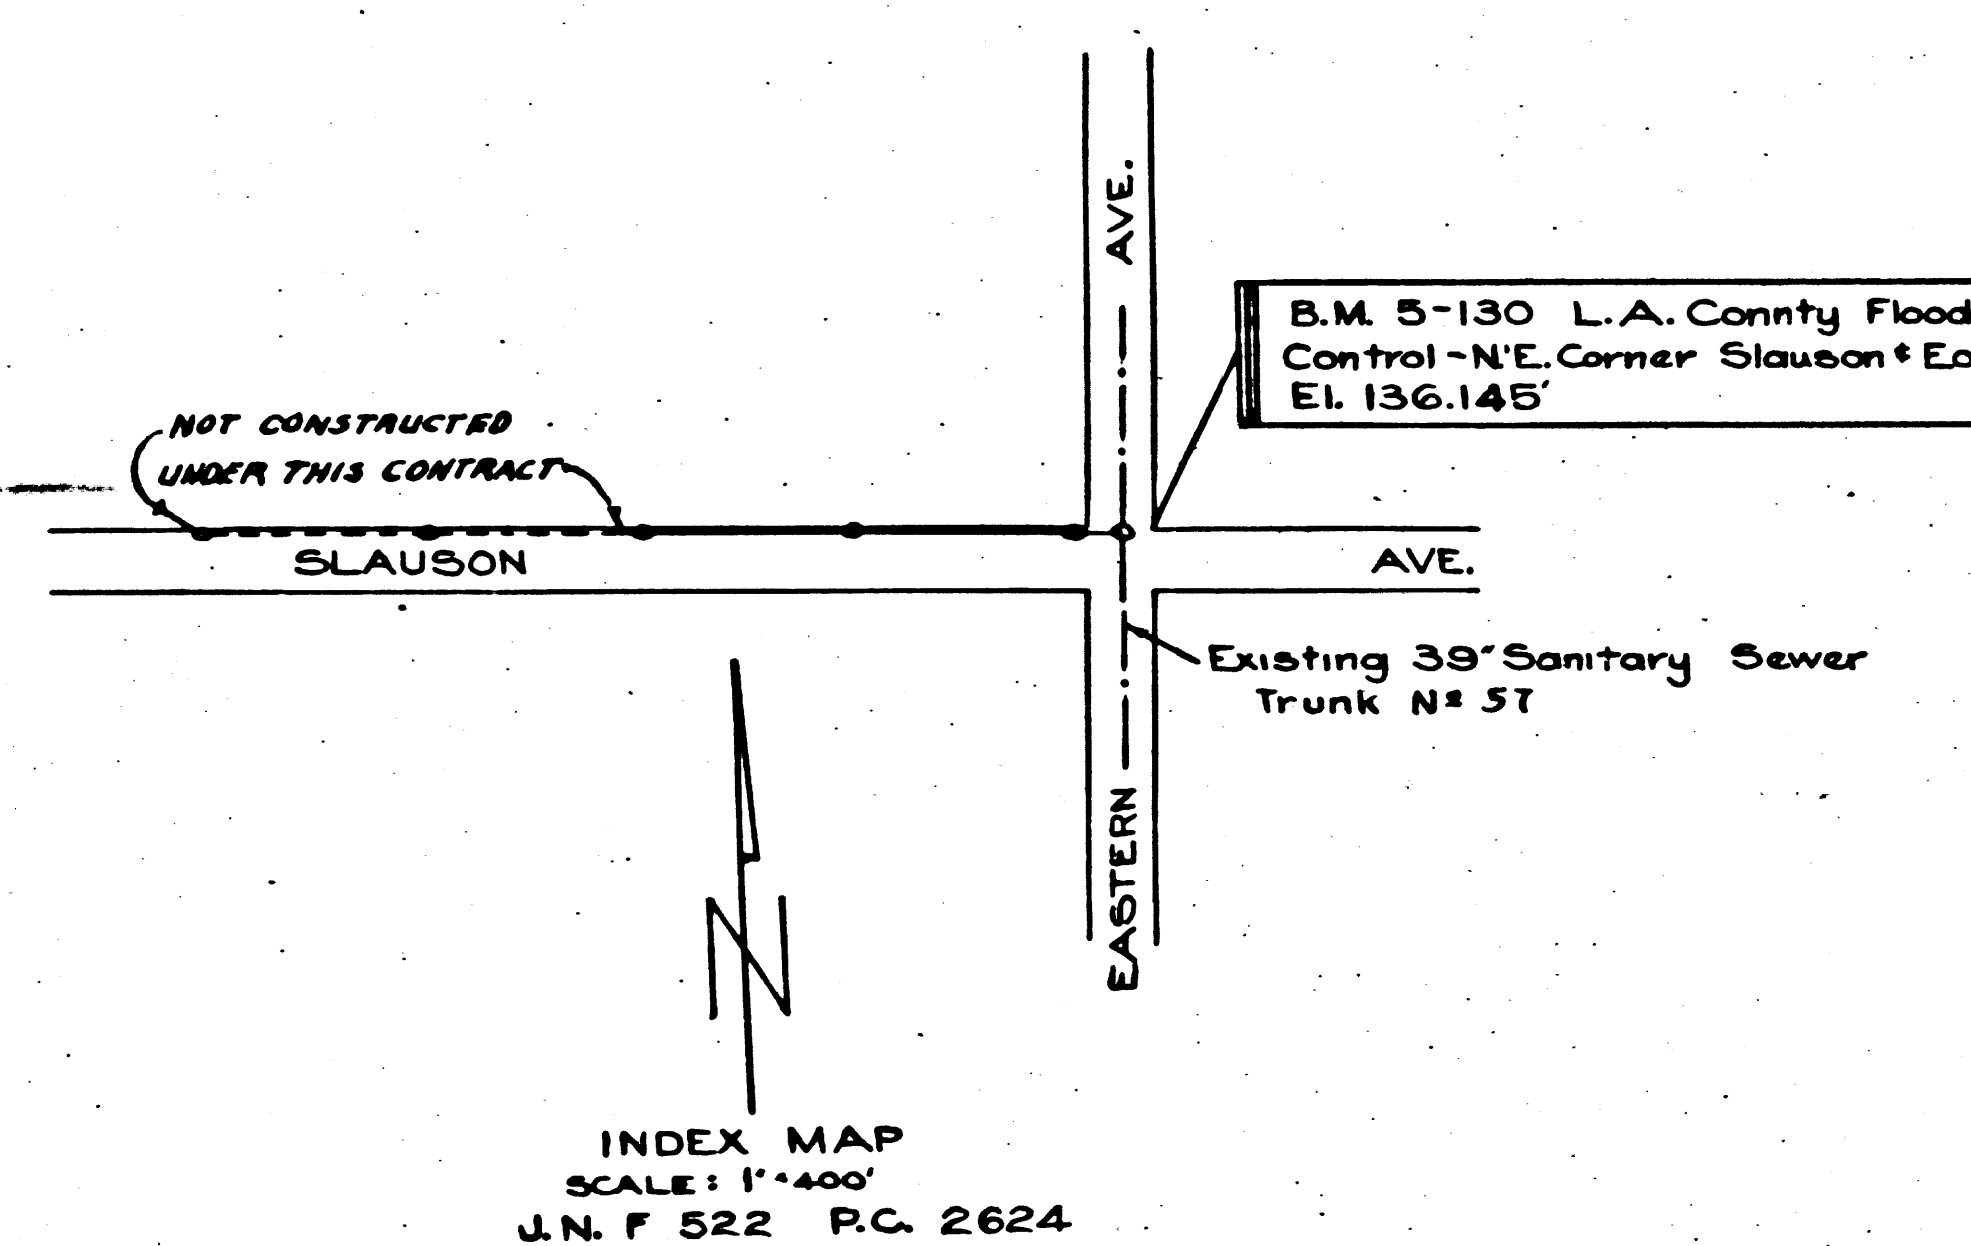 AVE.
B.M. 5-130 L.A. Connty Flood
Control - N'E. Corner Slauson & Ea
El. 136.145'
NOT CONSTRUCTED
UNDER THIS CONTRACT
SLAUSON
AVE.
Existing 39" Sanitary Sewer
Trunk Nº 57
EASTERN
N
INDEX MAP
SCALE: 1"=400'
J.N. F 522 P.C. 2624